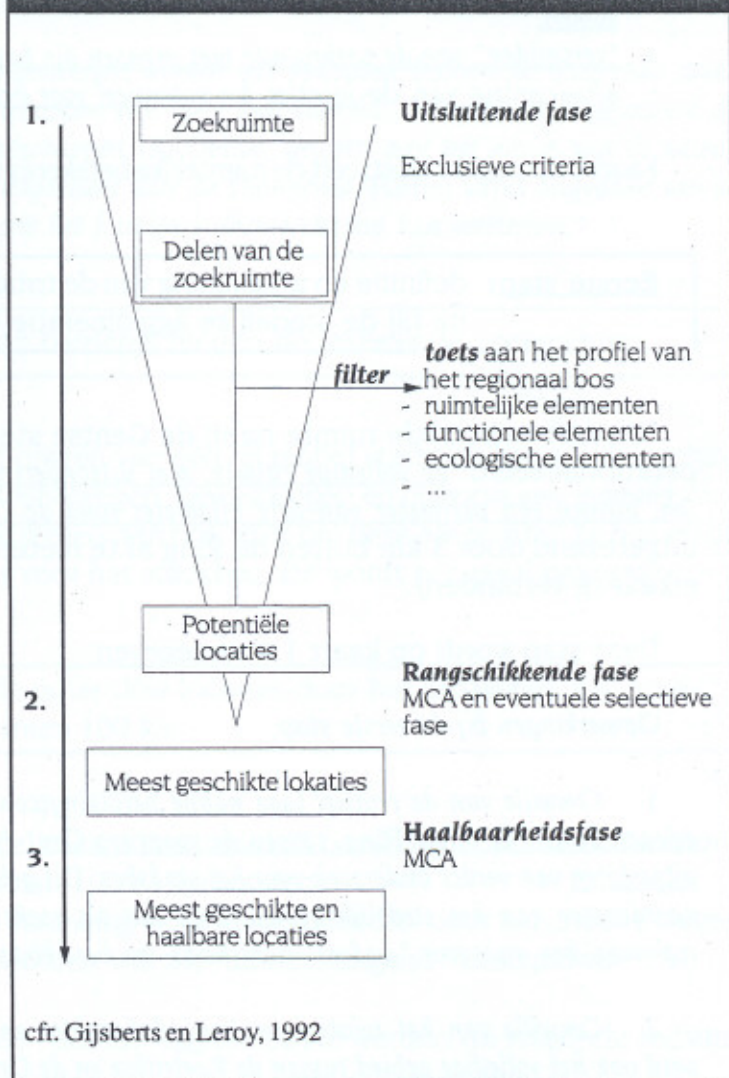 1.
Zoekruimte
Uitsluitende fase
Exclusieve criteria
Delen van de
zoekruimte
filter
toets aan het profiel van
het regionaal bos
- ruimtelijke elementen
- functionele elementen
- ecologische elementen
- ...
Potentiële
locaties
2.
Rangschikkende fase
MCA en eventuele selectieve
fase
Meest geschikte lokaties
3.
Haalbaarheidsfase
MCA
Meest geschikte en
haalbare locaties
cfr. Gijsberts en Leroy, 1992